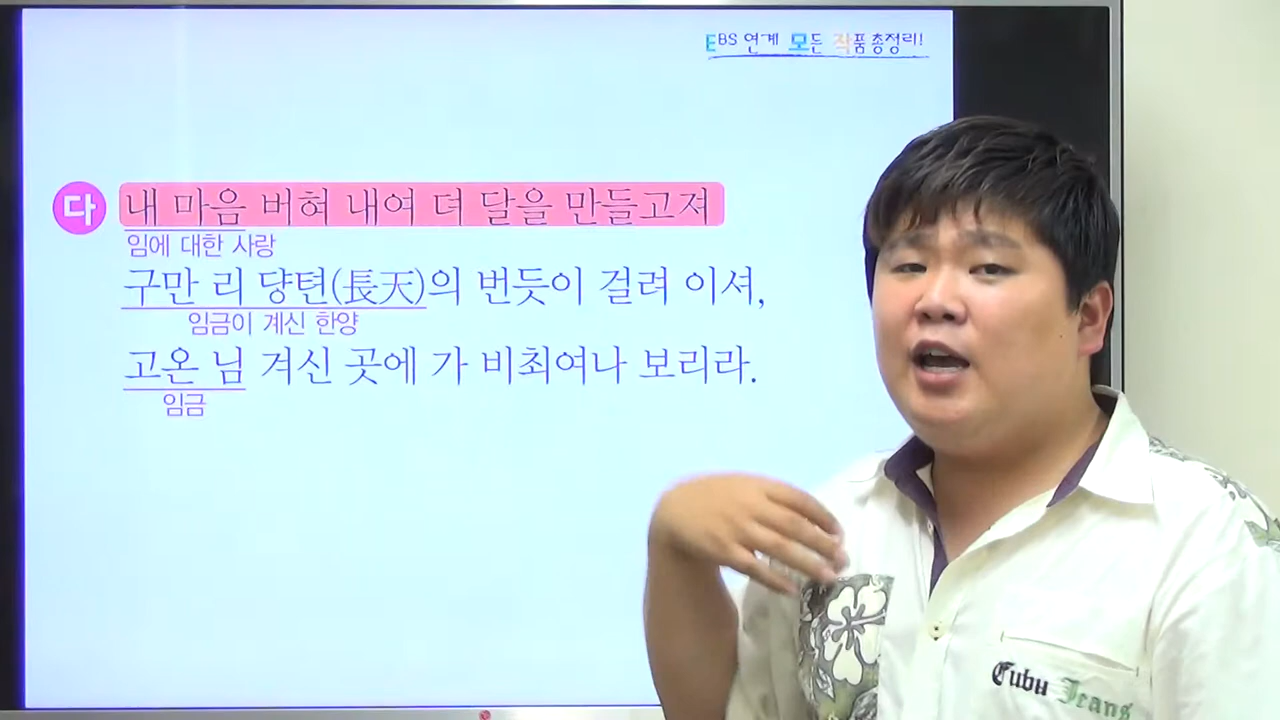 EBS 연계 모든 작품 총정리!
다 내 마음 버혀 내여 뎌 달을 만들고져
임에 대한 사랑
구만 리 댱텬(長天)의 번듯이 걸려 이셔,
임금이 계신 한양
고온 님 겨신 곳에 가 비최여나 보리라.
임금
Cubu Jeans